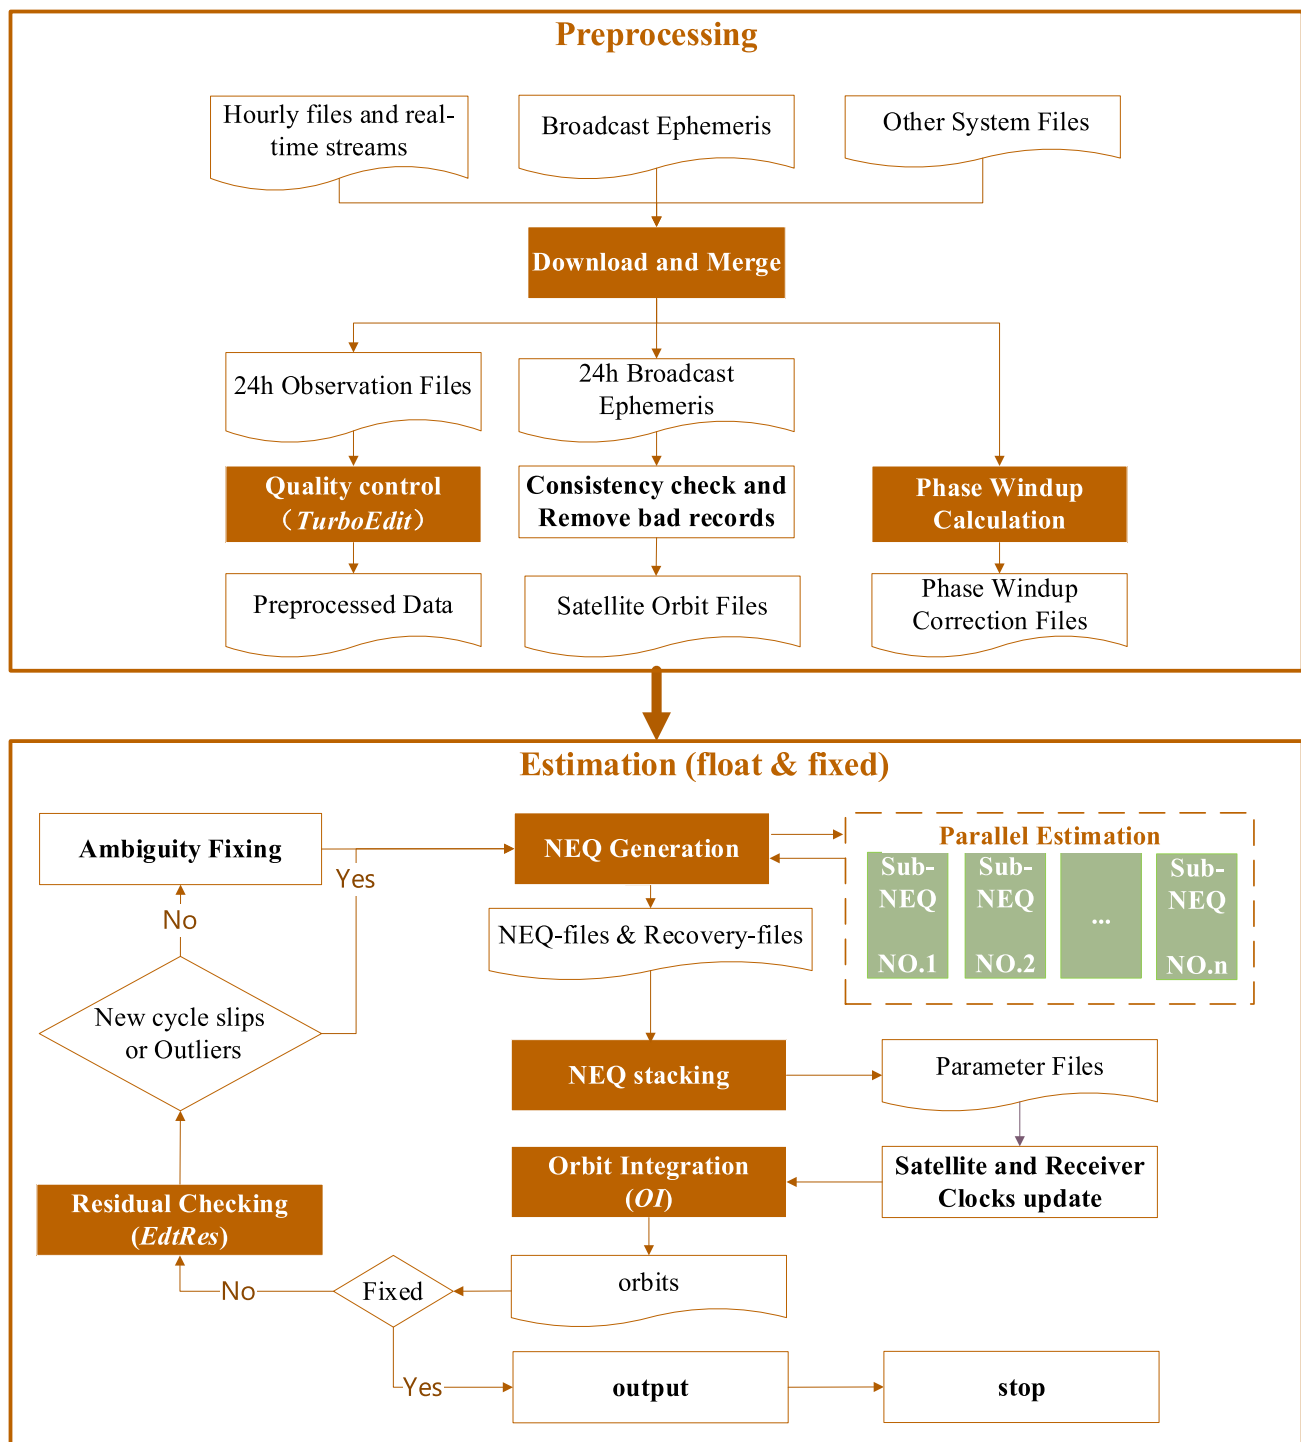 Preprocessing
Hourly files and real-
time streams
Broadcast Ephemeris
Other System Files
Download and Merge
24h Observation Files
24h Broadcast
Ephemeris
Quality control
（TurboEdit）
Consistency check and
Remove bad records
Phase Windup
Calculation
Preprocessed Data
Satellite Orbit Files
Phase Windup
Correction Files
Estimation (float & fixed)
Ambiguity Fixing
Yes
No
New cycle slips
or Outliers
NEQ Generation
Parallel Estimation
Sub-
NEQ
NO.1
Sub-
NEQ
NO.2
...
Sub-
NEQ
NO.n
NEQ-files & Recovery-files
NEQ stacking
Parameter Files
Orbit Integration
(OI)
Satellite and Receiver
Clocks update
Residual Checking
(EdtRes)
No
Fixed
orbits
Yes
output
stop